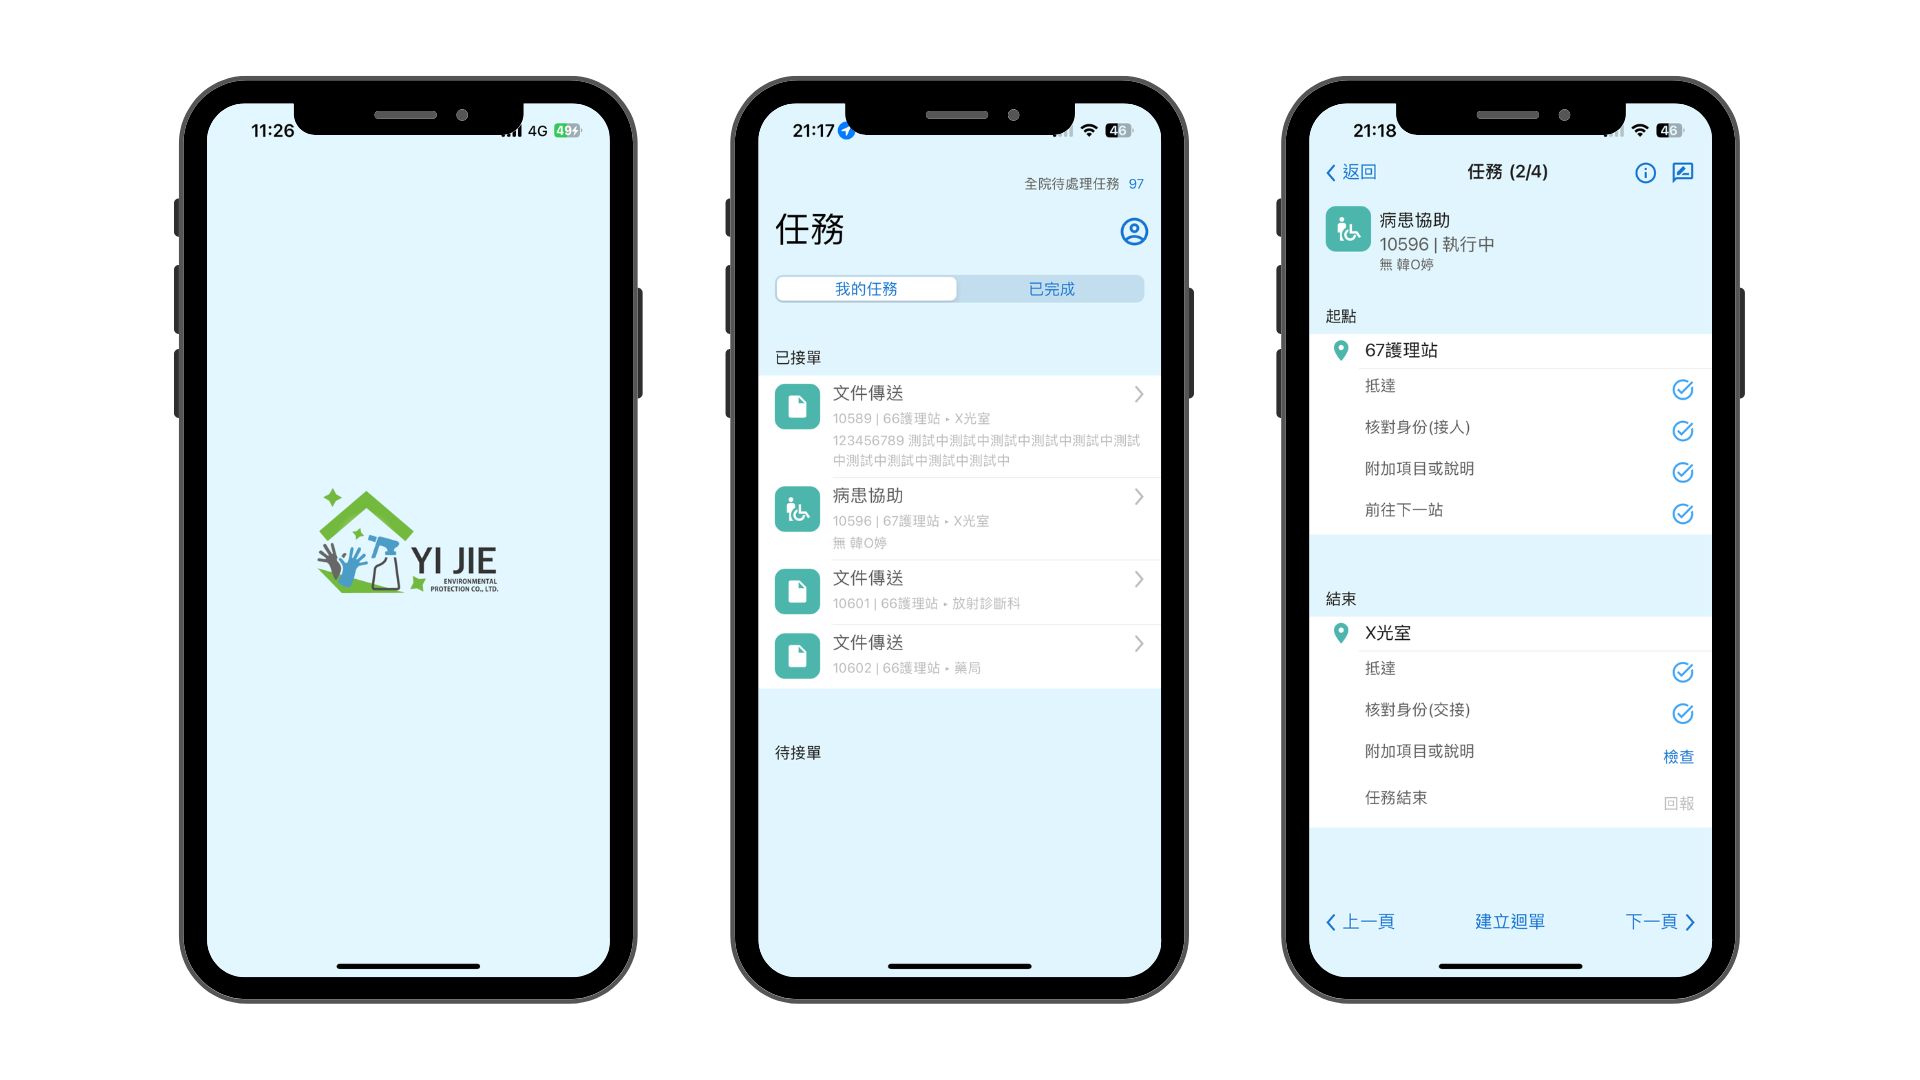 11:26
4G
49
YI JIE
ENVIRONMENTAL
PROTECTION CO., LTD.
21:17
46
全院待處理任務 97
任務
我的任務
已完成
已接單
文件傳送
10589 | 66護理站 ‣ X光室
123456789 測試中測試中測試中測試中測試中測試
中測試中測試中測試中測試中
病患協助
10596 | 67護理站 ‣ X光室
無 韓O婷
文件傳送
10601 | 66護理站 ‣ 放射診斷科
文件傳送
10602 | 66護理站 ‣ 藥局
待接單
21:18
46
返回
任務 (2/4)
病患協助
10596 | 執行中
無 韓O婷
起點
67護理站
抵達
核對身份(接人)
附加項目或說明
前往下一站
結束
X光室
抵達
核對身份(交接)
附加項目或說明
檢查
任務結束
回報
上一頁
建立迴單
下一頁